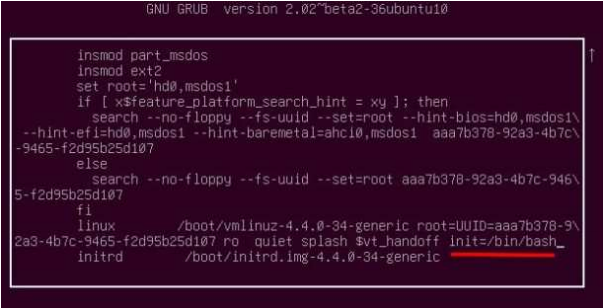 GNU GRUB  version 2.02~beta2-36ubuntu10
insmod part_msdos
insmod ext2
set root='hd0,msdos1'
if [ x$feature_platform_search_hint = xy ]; then
search --no-floppy --fs-uuid --set=root --hint-bios=hd0,msdos1\
--hint-efi=hd0,msdos1 --hint-baremetal=ahci0,msdos1  aaa7b378-92a3-4b7c\
-9465-f2d95b25d107
else
search --no-floppy --fs-uuid --set=root aaa7b378-92a3-4b7c-946\
5-f2d95b25d107
fi
linux        /boot/vmlinuz-4.4.0-34-generic root=UUID=aaa7b378-9\
2a3-4b7c-9465-f2d95b25d107 ro  quiet splash $vt_handoff init=/bin/bash_
initrd        /boot/initrd.img-4.4.0-34-generic